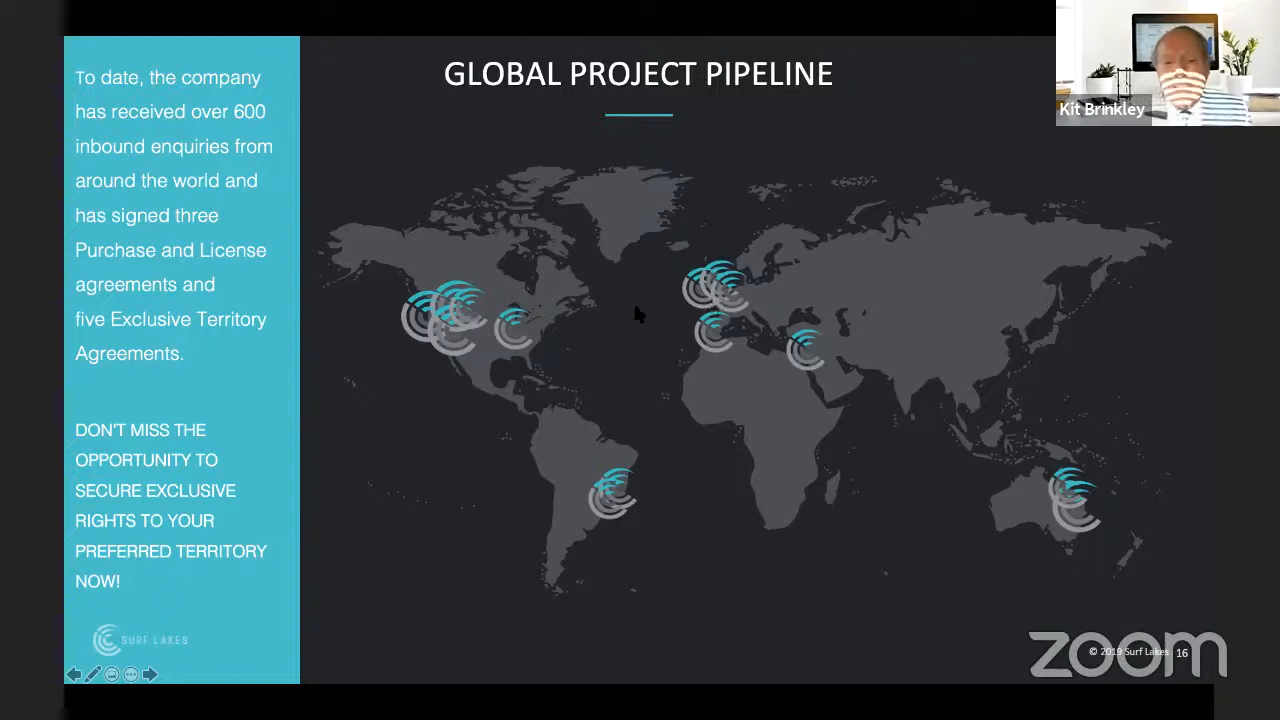 GLOBAL PROJECT PIPELINE
To date, the company
has received over 600
inbound enquiries from
around the world and
has signed three
Purchase and License
agreements and
five Exclusive Territory
Agreements.
DON'T MISS THE
OPPORTUNITY TO
SECURE EXCLUSIVE
RIGHTS TO YOUR
PREFERRED TERRITORY
NOW!
SURF LAKES
Kit Brinkley
© 2019 Surf Lakes 16
zoom